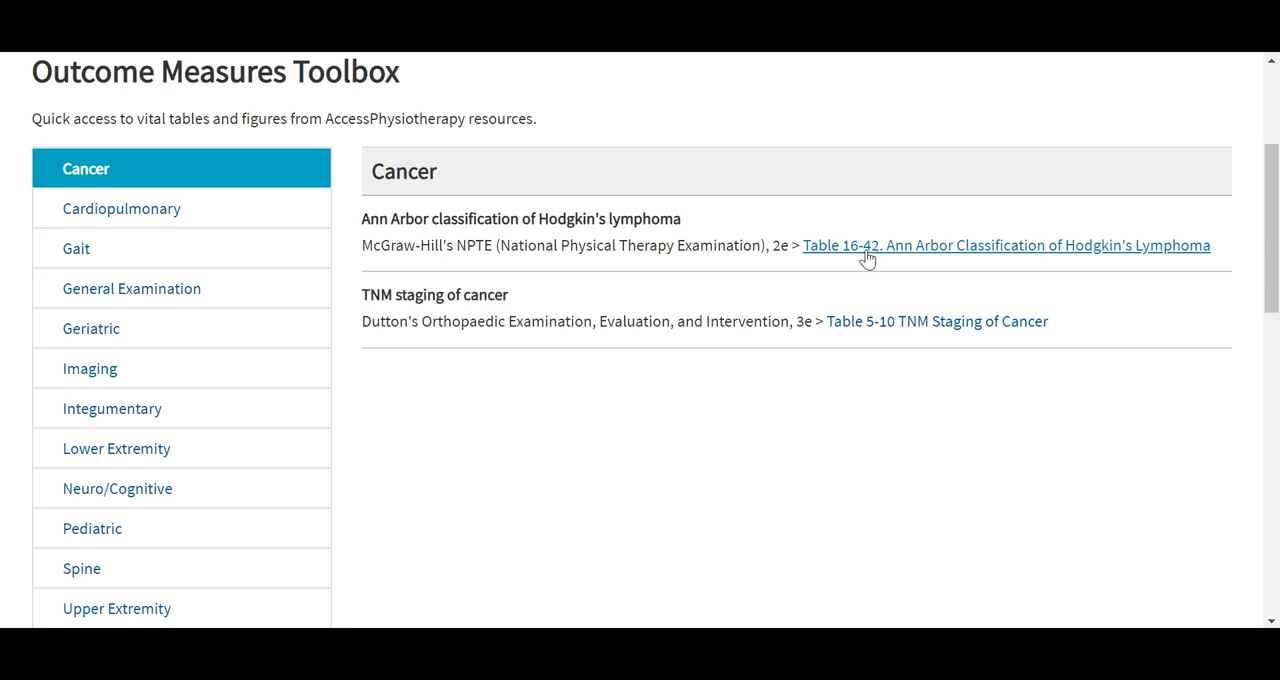 Outcome Measures Toolbox
Quick access to vital tables and figures from AccessPhysiotherapy resources.
Cancer
Cardiopulmonary
Gait
General Examination
Geriatric
Imaging
Integumentary
Lower Extremity
Neuro/Cognitive
Pediatric
Spine
Upper Extremity
Cancer
Ann Arbor classification of Hodgkin's lymphoma
McGraw-Hill's NPTE (National Physical Therapy Examination), 2e > Table 16-42. Ann Arbor Classification of Hodgkin's Lymphoma
TNM staging of cancer
Dutton's Orthopaedic Examination, Evaluation, and Intervention, 3e > Table 5-10 TNM Staging of Cancer